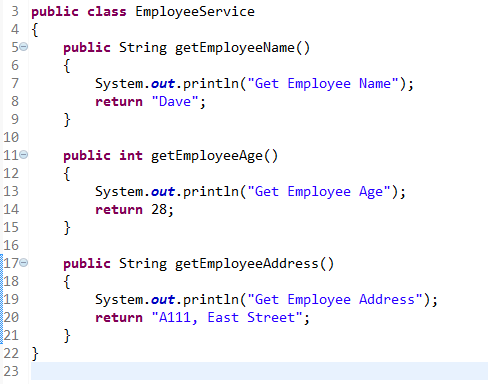 3 public class EmployeeService
4 {
5 public String getEmployeeName()
6 {
7 System.out.println("Get Employee Name");
8 return "Dave";
9 }
10
11 public int getEmployeeAge()
12 {
13 System.out.println("Get Employee Age");
14 return 28;
15 }
16
17 public String getEmployeeAddress()
18 {
19 System.out.println("Get Employee Address");
20 return "A111, East Street";
21 }
22 }
23